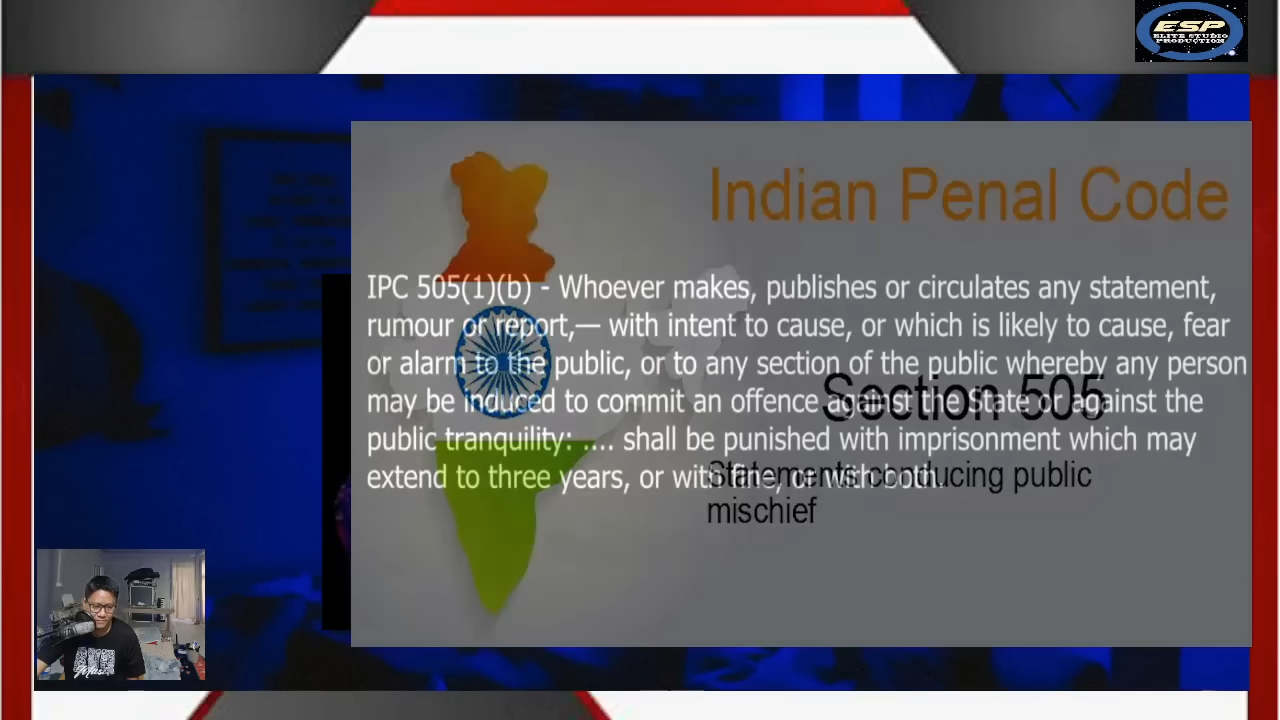 ESP
ELITE STUDIO
PRODUCTION
Indian Penal Code
IPC 505(1)(b) - Whoever makes, publishes or circulates any statement,
rumour or report,— with intent to cause, or which is likely to cause, fear
or alarm to the public, or to any section of the public whereby any person
may be induced to commit an offence against the State or against the
public tranquility: .... shall be punished with imprisonment which may
extend to three years, or with fine, or with both.
Section 505
Statements conducing public
mischief